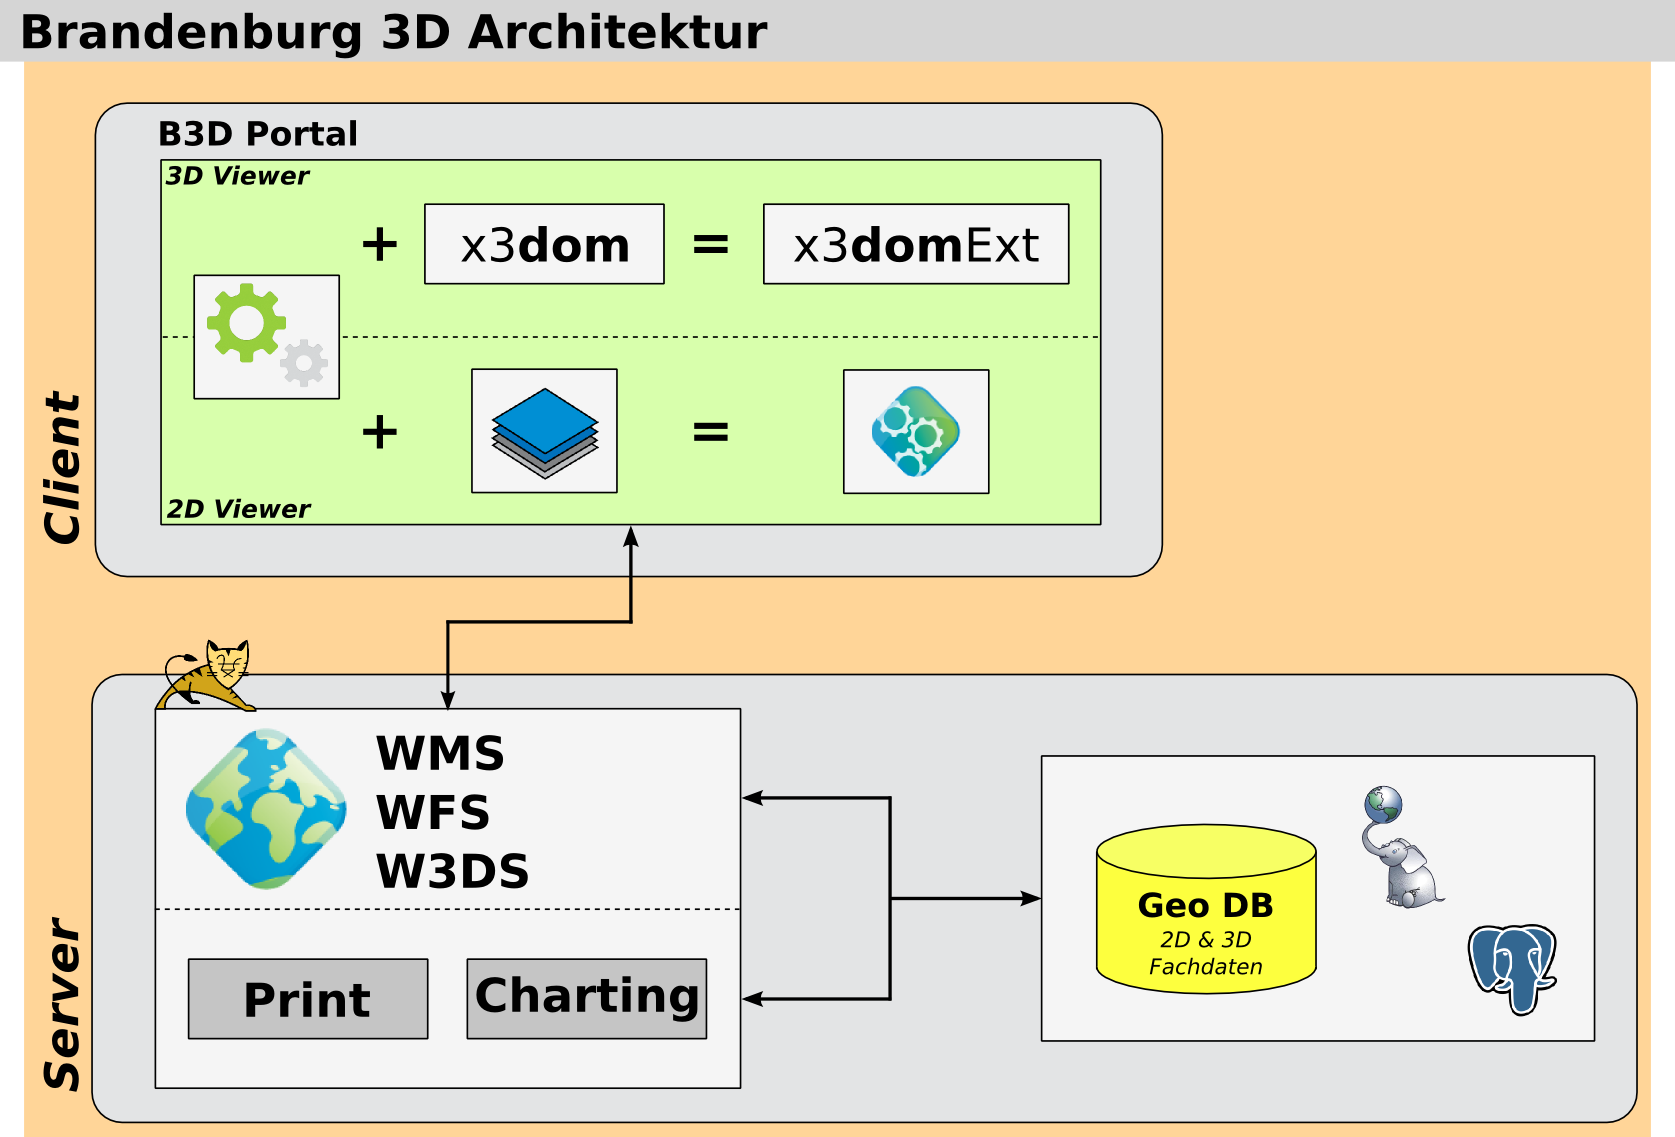 Brandenburg 3D Architektur
B3D Portal
3D Viewer
+ x3dom = x3domExt
+ =
2D Viewer
Client
WMS
WFS
W3DS
Print
Charting
Geo DB
2D & 3D
Fachdaten
Server